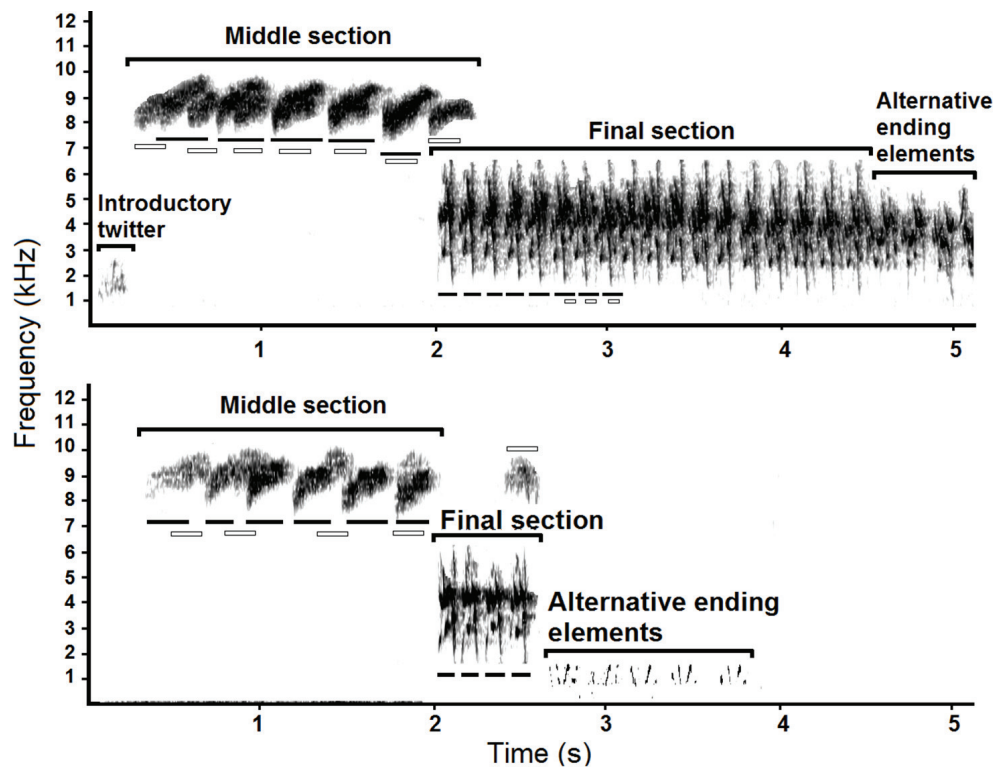 12
11
10
9
8
7
6
5
4
3
2
1
Middle section
Introductory
twitter
Final section
Alternative
ending
elements
1
2
3
4
5
Frequency (kHz)
12
11
10
9
8
7
6
5
4
3
2
1
Middle section
Final section
Alternative ending
elements
1
2
3
4
5
Time (s)